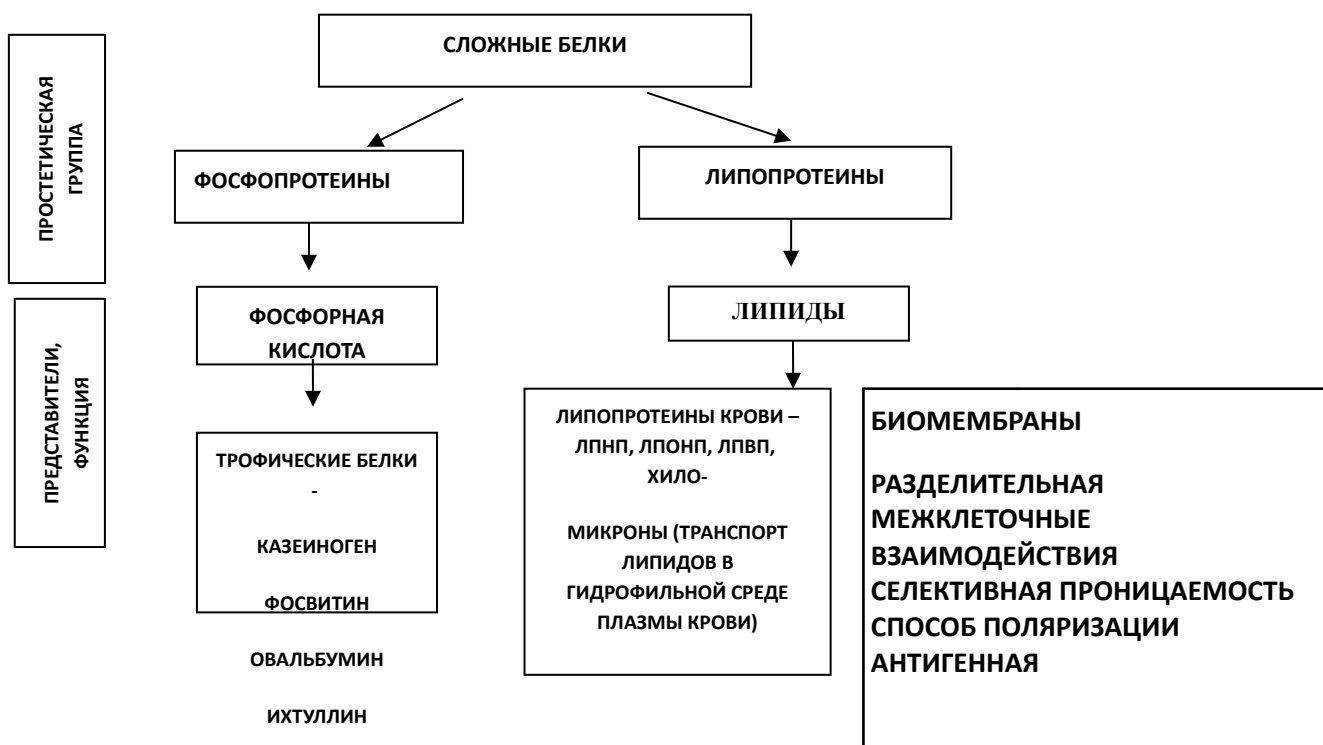 СЛОЖНЫЕ БЕЛКИ
ПРОСТЕТИЧЕСКАЯ
ГРУППА
ФОСФОПРОТЕИНЫ
ЛИПОПРОТЕИНЫ
ФОСФОРНАЯ
КИСЛОТА
ЛИПИДЫ
ПРЕДСТАВИТЕЛИ,
ФУНКЦИЯ
ТРОФИЧЕСКИЕ БЕЛКИ
-
КАЗЕИНОГЕН
ФОСВИТИН
ОВАЛЬБУМИН
ИХТУЛЛИН
ЛИПОПРОТЕИНЫ КРОВИ –
ЛПНП, ЛПОНП, ЛПВП,
ХИЛО-
МИКРОНЫ (ТРАНСПОРТ
ЛИПИДОВ В
ГИДРОФИЛЬНОЙ СРЕДЕ
ПЛАЗМЫ КРОВИ)
БИОМЕМБРАНЫ
РАЗДЕЛИТЕЛЬНАЯ
МЕЖКЛЕТОЧНЫЕ
ВЗАИМОДЕЙСТВИЯ
СЕЛЕКТИВНАЯ ПРОНИЦАЕМОСТЬ
СПОСОБ ПОЛЯРИЗАЦИИ
АНТИГЕННАЯ